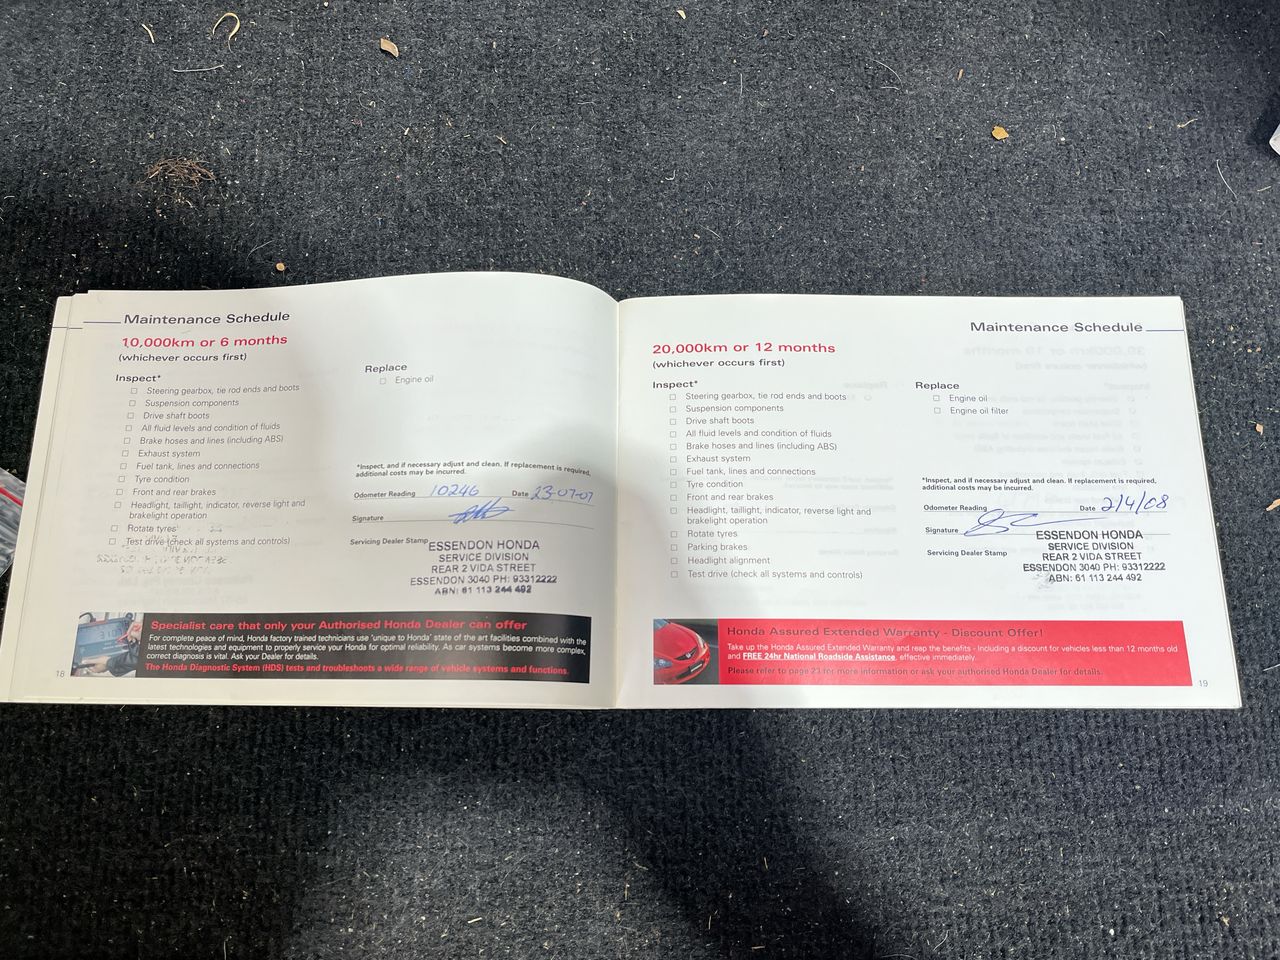 Maintenance Schedule
10,000km or 6 months
(whichever occurs first)
Inspect*
Steering gearbox, tie rod ends and boots
Suspension components
Drive shaft boots
All fluid levels and condition of fluids
Brake hoses and lines (including ABS)
Exhaust system
Fuel tank, lines and connections
Tyre condition
Front and rear brakes
Headlight, taillight, indicator, reverse light and
brakelight operation
Rotate tyres
Test drive (check all systems and controls)
Replace
Engine oil
*Inspect, and if necessary adjust and clean. If replacement is required,
additional costs may be incurred.
Odometer Reading 10246 Date 23-07-07
Signature
Servicing Dealer Stamp
ESSENDON HONDA
SERVICE DIVISION
REAR 2 VIDA STREET
ESSENDON 3040 PH: 93312222
ABN: 61 113 244 492
Specialist care that only your Authorised Honda Dealer can offer
For complete peace of mind, Honda factory trained technicians use 'unique to Honda' state of the art facilities combined with the
latest technologies and equipment to properly service your Honda for optimal reliability. As car systems become more complex,
correct diagnosis is vital. Ask your Dealer for details.
The Honda Diagnostic System (HDS) tests and troubleshoots a wide range of vehicle systems and functions.
18
Maintenance Schedule
20,000km or 12 months
(whichever occurs first)
Inspect*
Steering gearbox, tie rod ends and boots
Suspension components
Drive shaft boots
All fluid levels and condition of fluids
Brake hoses and lines (including ABS)
Exhaust system
Fuel tank, lines and connections
Tyre condition
Front and rear brakes
Headlight, taillight, indicator, reverse light and
brakelight operation
Rotate tyres
Parking brakes
Headlight alignment
Test drive (check all systems and controls)
Replace
Engine oil
Engine oil filter
*Inspect, and if necessary adjust and clean. If replacement is required,
additional costs may be incurred.
Odometer Reading Date 2/4/08
Signature
Servicing Dealer Stamp
ESSENDON HONDA
SERVICE DIVISION
REAR 2 VIDA STREET
ESSENDON 3040 PH: 93312222
ABN: 61 113 244 492
Honda Assured Extended Warranty - Discount Offer!
Take up the Honda Assured Extended Warranty and reap the benefits - Including a discount for vehicles less than 12 months old
and FREE 24hr National Roadside Assistance, effective immediately.
Please refer to page 23 for more information or ask your authorised Honda Dealer for details.
19